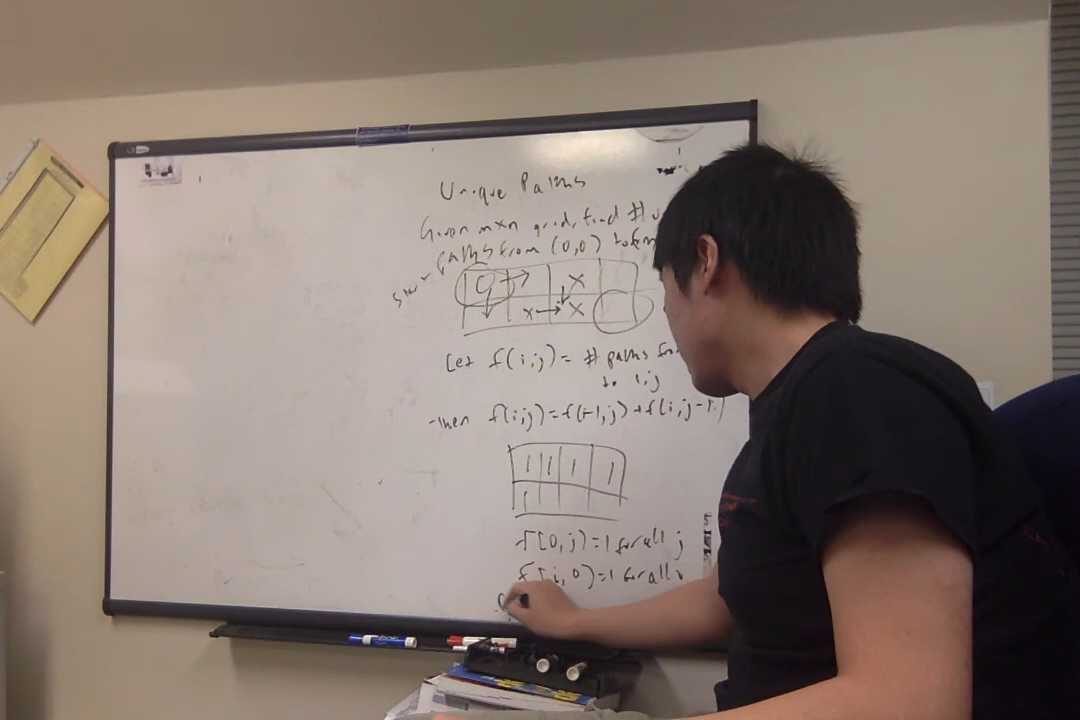 Unique Paths
Given mxn grid, find #
paths from (0,0) to
Start
X
X → X
Let f(i,j) = # paths
to i,j
then f(i,j)=f(i-1,j)+f(i,j-1)
1 1 1 1
1
f(0,j)=1 for all j
f(i,0)=1 for all i